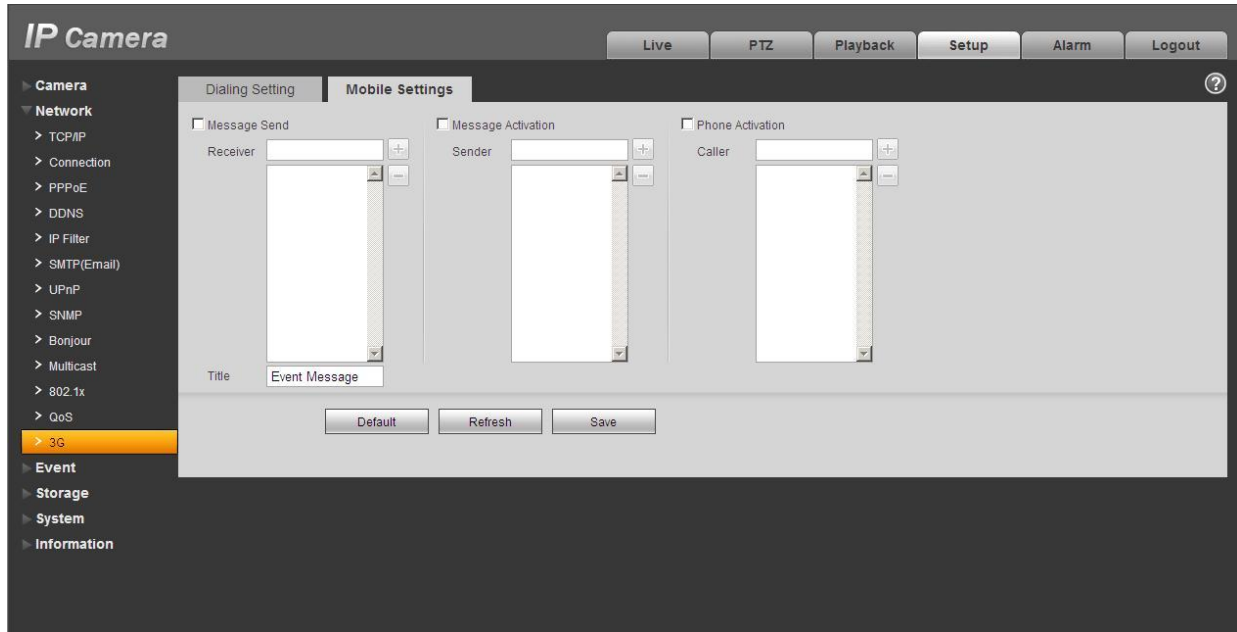 IP Camera
Live
PTZ
Playback
Setup
Alarm
Logout
Camera
Network
> TCP/IP
> Connection
> PPPoE
> DDNS
> IP Filter
> SMTP(Email)
> UPnP
> SNMP
> Bonjour
> Multicast
> 802.1x
> QoS
> 3G
Event
Storage
System
Information
Dialing Setting
Mobile Settings
?
Message Send
Receiver
+
−
Title
Event Message
Message Activation
Sender
+
−
Phone Activation
Caller
+
−
Default
Refresh
Save